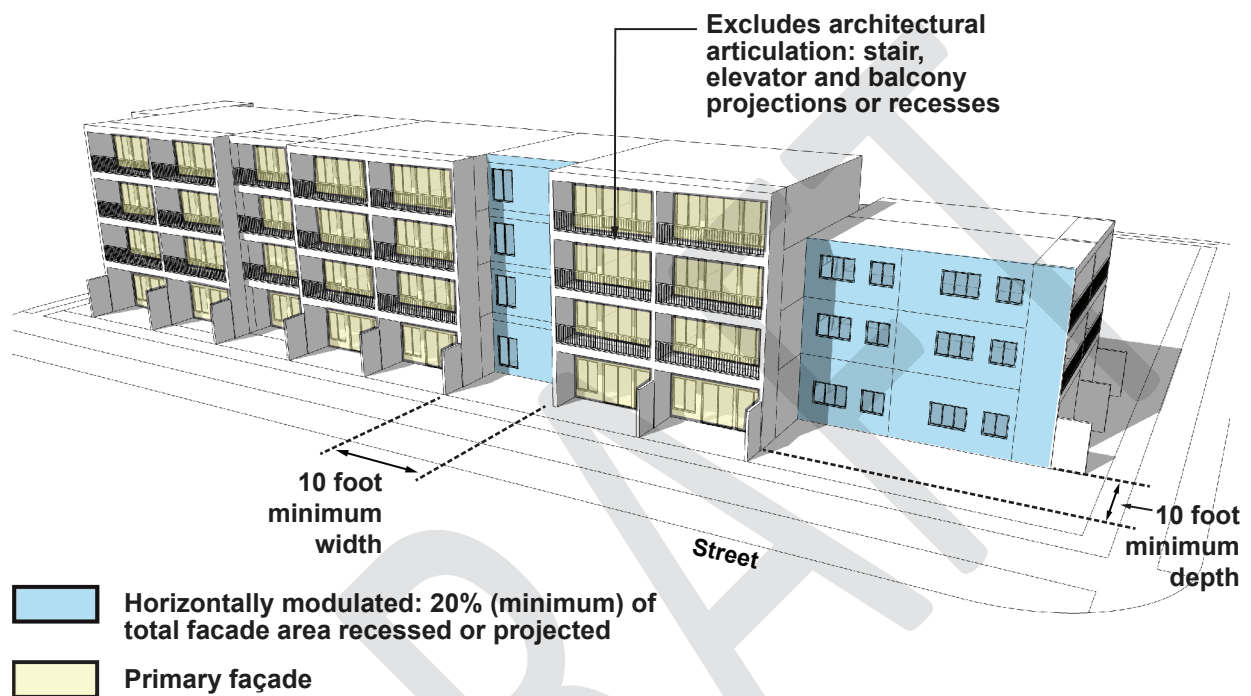 Excludes architectural
articulation: stair,
elevator and balcony
projections or recesses
10 foot
minimum
width
Street
10 foot
minimum
depth
Horizontally modulated: 20% (minimum) of
total facade area recessed or projected
Primary façade
DRAFT